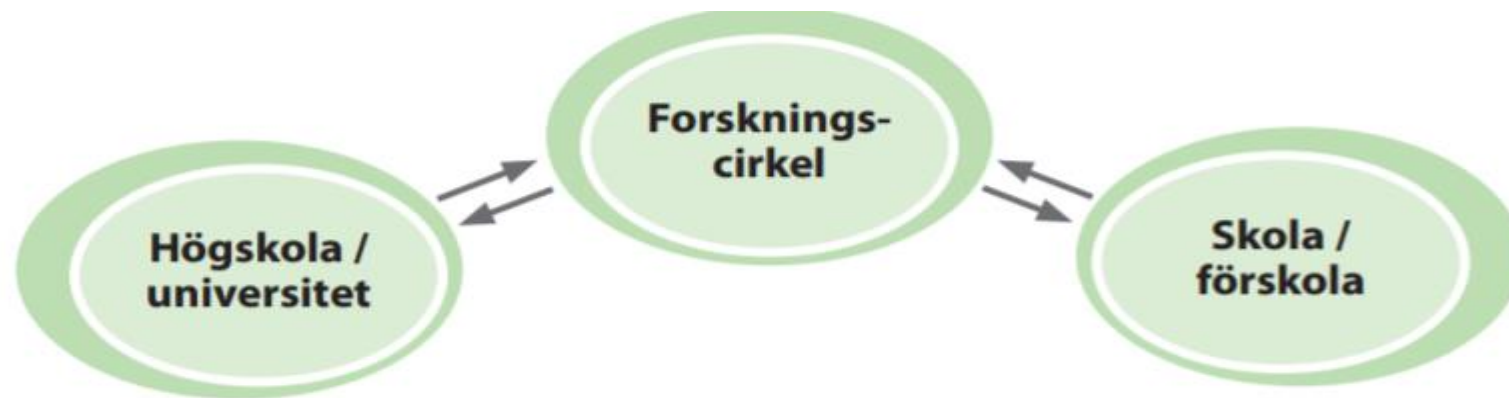 Forsknings-
cirkel
Högskola /
universitet
Skola /
förskola